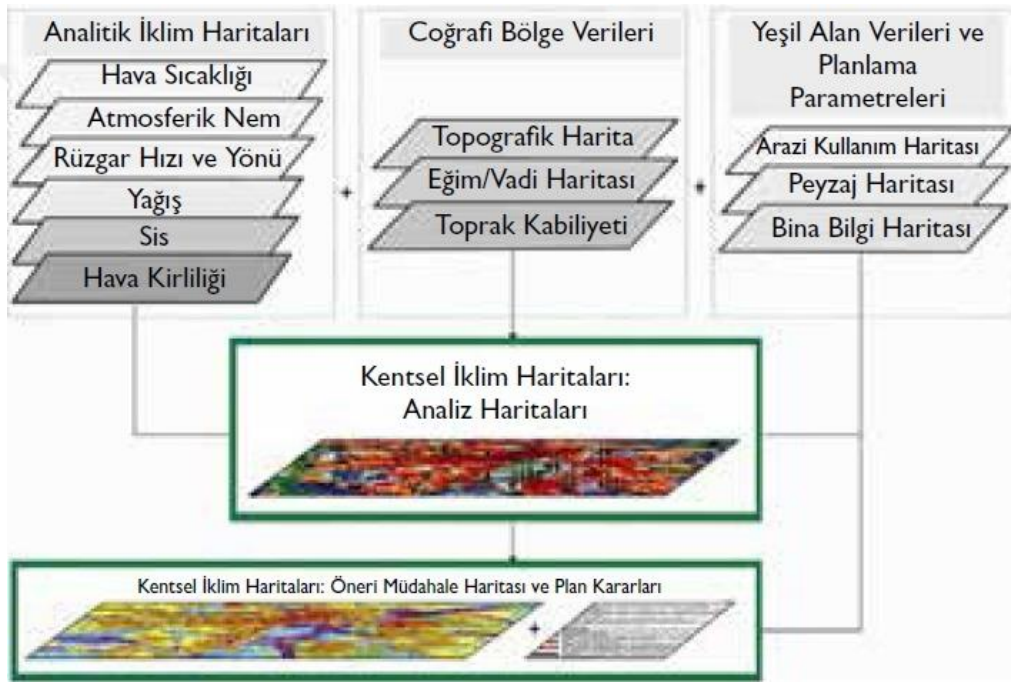 Analitik İklim Haritaları
Hava Sıcaklığı
Atmosferik Nem
Rüzgar Hızı ve Yönü
Yağış
Sis
Hava Kirliliği
+
Coğrafi Bölge Verileri
Topografik Harita
Eğim/Vadi Haritası
Toprak Kabiliyeti
+
Yeşil Alan Verileri ve
Planlama
Parametreleri
Arazi Kullanım Haritası
Peyzaj Haritası
Bina Bilgi Haritası
Kentsel İklim Haritaları:
Analiz Haritaları
Kentsel İklim Haritaları: Öneri Müdahale Haritası ve Plan Kararları
+